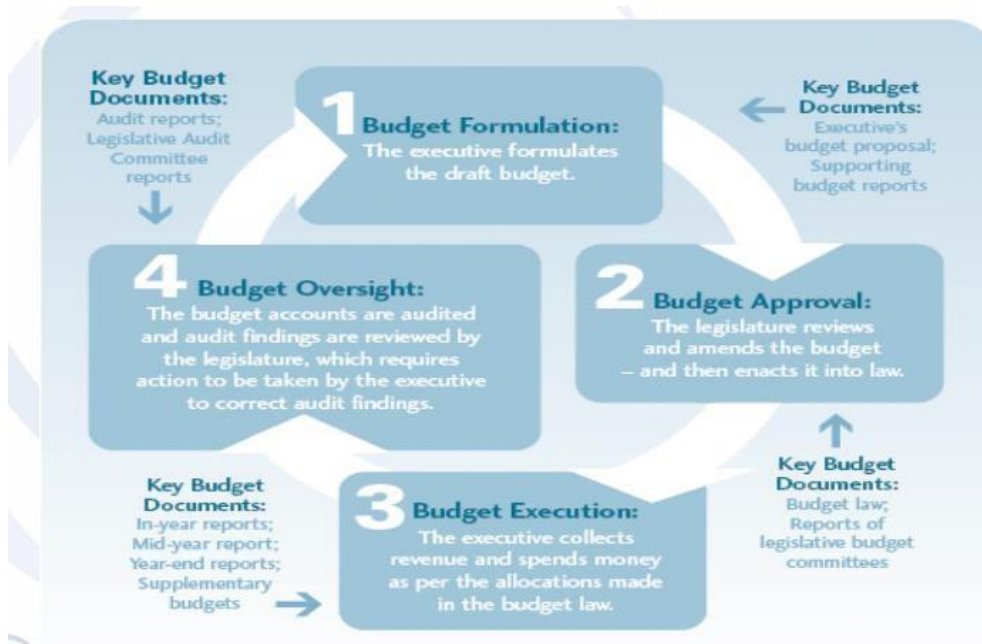 Key Budget
Documents:
Audit reports;
Legislative Audit
Committee
reports
1
Budget Formulation:
The executive formulates
the draft budget.
Key Budget
Documents:
Executive's
budget proposal;
Supporting
budget reports
2
Budget Approval:
The legislature reviews
and amends the budget
– and then enacts it into law.
Key Budget
Documents:
Budget law;
Reports of
legislative budget
committees
3
Budget Execution:
The executive collects
revenue and spends money
as per the allocations made
in the budget law.
Key Budget
Documents:
In-year reports;
Mid-year report;
Year-end reports;
Supplementary
budgets
4
Budget Oversight:
The budget accounts are audited
and audit findings are reviewed by
the legislature, which requires
action to be taken by the executive
to correct audit findings.